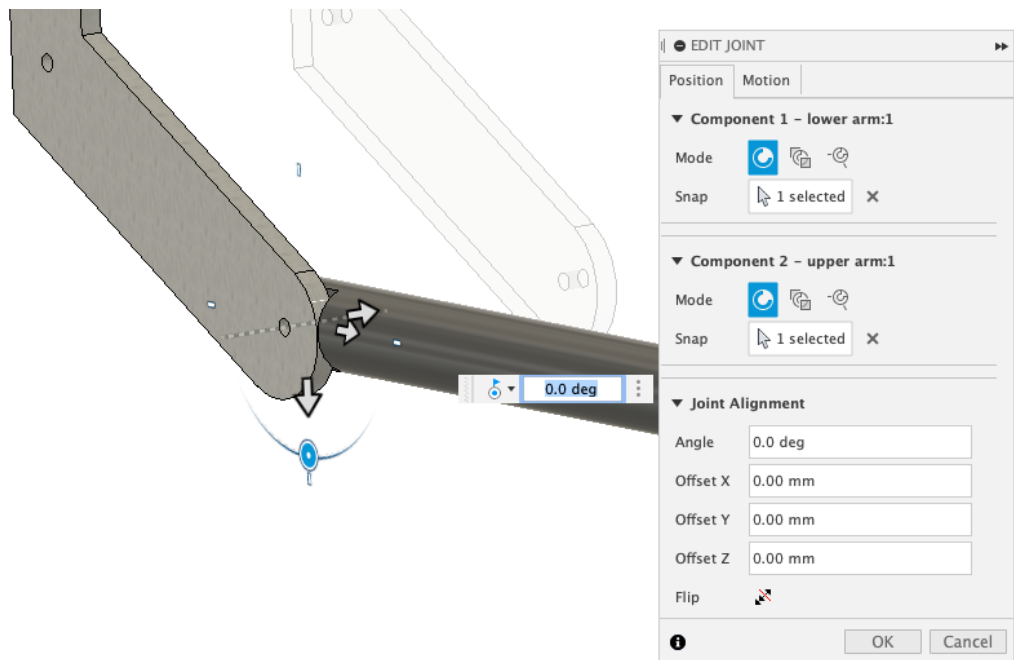 EDIT JOINT
Position Motion
Component 1 – lower arm:1
Mode
Snap 1 selected
Component 2 – upper arm:1
Mode
Snap 1 selected
0.0 deg
Joint Alignment
Angle 0.0 deg
Offset X 0.00 mm
Offset Y 0.00 mm
Offset Z 0.00 mm
Flip
OK Cancel